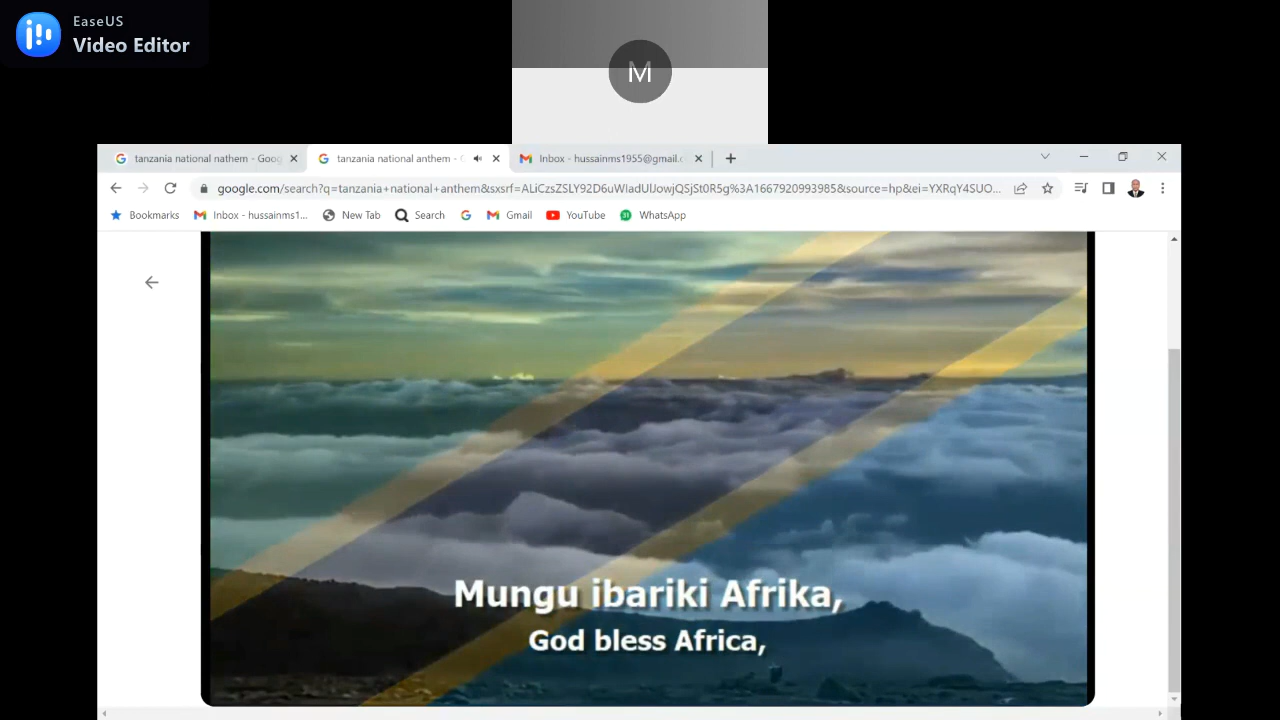 EaseUS
Video Editor
M
tanzania national nathem - Goog
tanzania national anthem - G
Inbox - hussainms1955@gmail.c
google.com/search?q=tanzania+national+anthem&sxsrf=ALiCzsZSLY92D6uWIadUlJowjQSjSt0R5g%3A1667920993985&source=hp&ei=YXRqY4SUO...
Bookmarks
Inbox - hussainms1...
New Tab
Search
Gmail
YouTube
WhatsApp
Mungu ibariki Afrika,
God bless Africa,